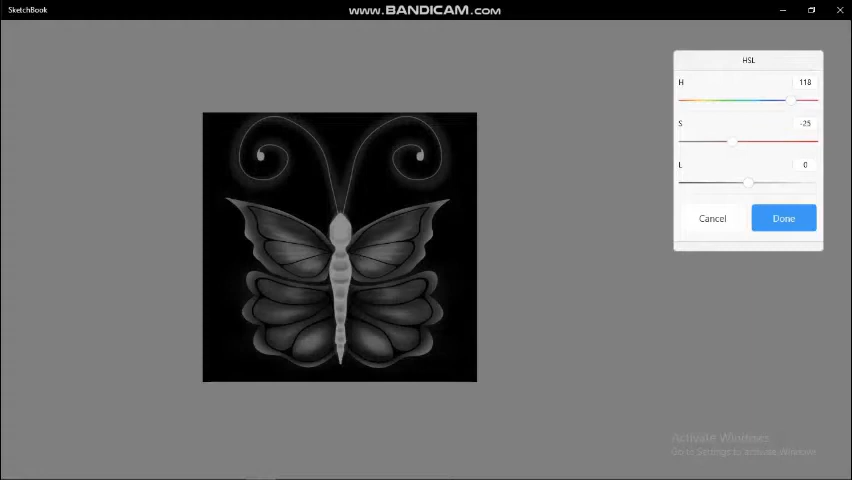 SketchBook
www.BANDICAM.com
HSL
H
118
S
-25
L
0
Cancel
Done
Activate Windows
Go to Settings to activate Windows.